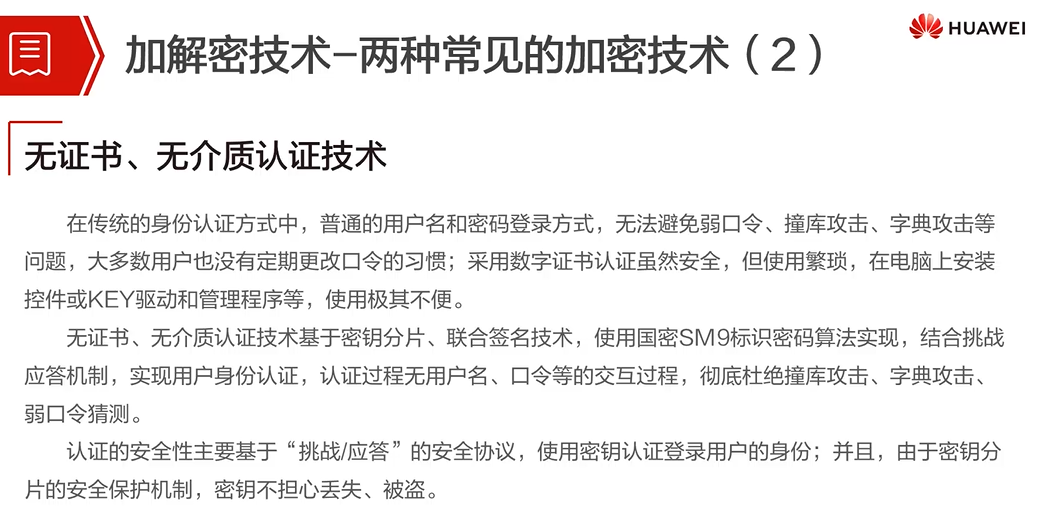 加解密技术-两种常见的加密技术（2）
HUAWEI
无证书、无介质认证技术
在传统的身份认证方式中，普通的用户名和密码登录方式，无法避免弱口令、撞库攻击、字典攻击等
问题，大多数用户也没有定期更改口令的习惯；采用数字证书认证虽然安全，但使用繁琐，在电脑上安装
控件或KEY驱动和管理程序等，使用极其不便。
无证书、无介质认证技术基于密钥分片、联合签名技术，使用国密SM9标识密码算法实现，结合挑战
应答机制，实现用户身份认证，认证过程无用户名、口令等的交互过程，彻底杜绝撞库攻击、字典攻击、
弱口令猜测。
认证的安全性主要基于“挑战/应答”的安全协议，使用密钥认证登录用户的身份；并且，由于密钥分
片的安全保护机制，密钥不担心丢失、被盗。